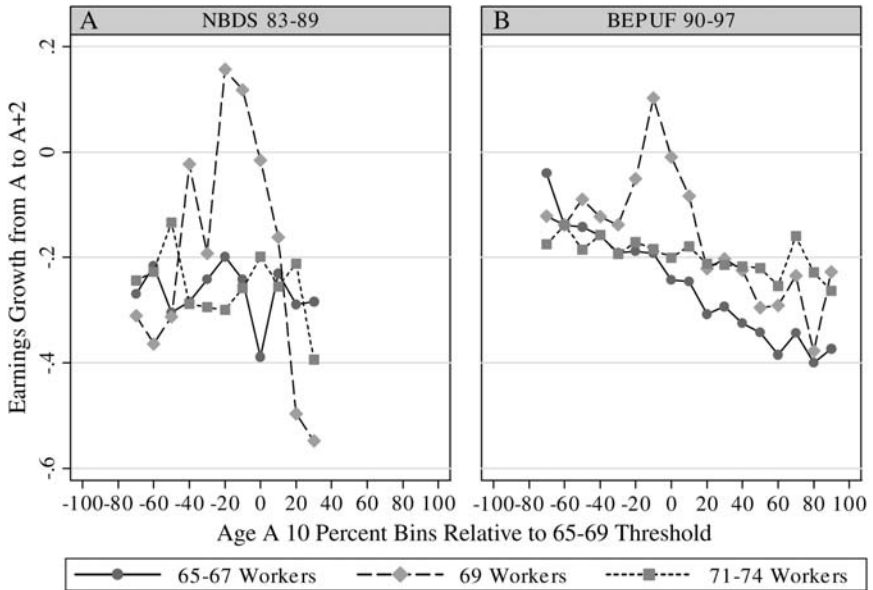 A NBDS 83-89
B BEPUF 90-97
Earnings Growth from A to A+2
.2
0
-.2
-.4
-.6
-100 -80 -60 -40 -20 0 20 40 60 80 100
-100 -80 -60 -40 -20 0 20 40 60 80 100
Age A 10 Percent Bins Relative to 65-69 Threshold
65-67 Workers 69 Workers 71-74 Workers